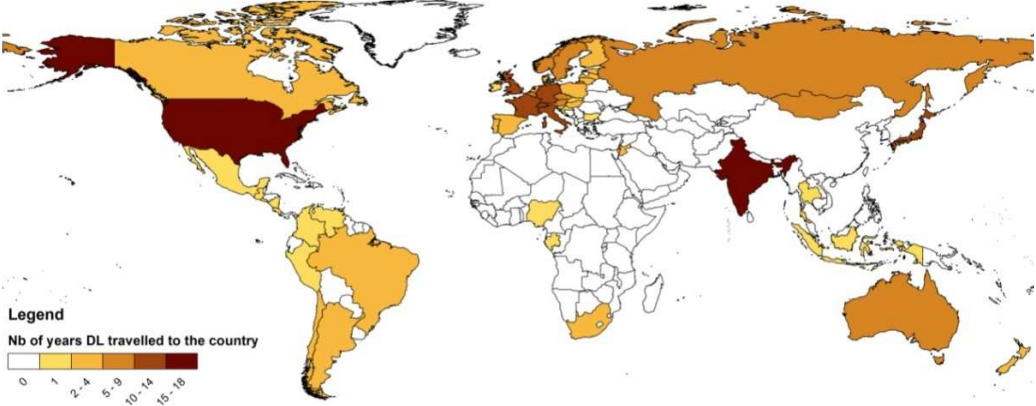 Legend
Nb of years DL travelled to the country
0
1
2 - 4
5 - 9
10 - 14
15 - 18